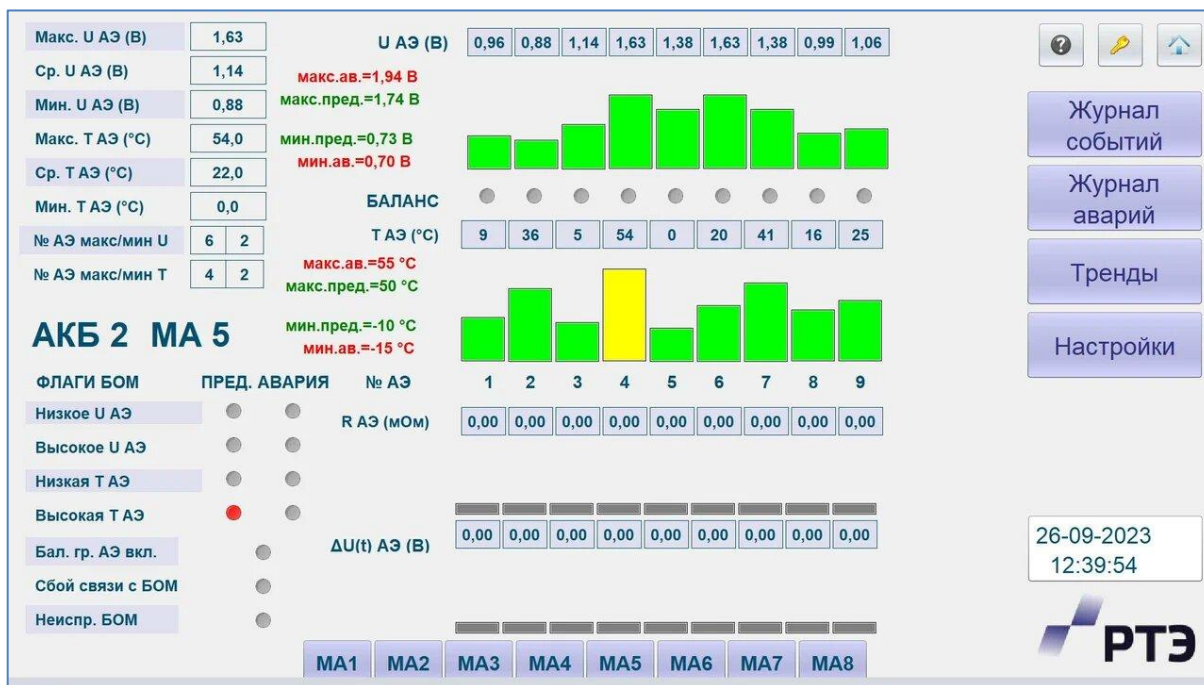 Макс. U АЭ (В) 1,63
Ср. U АЭ (В) 1,14
Мин. U АЭ (В) 0,88
Макс. Т АЭ (°C) 54,0
Ср. Т АЭ (°C) 22,0
Мин. Т АЭ (°C) 0,0
№ АЭ макс/мин U 6 2
№ АЭ макс/мин Т 4 2
АКБ 2 МА 5
ФЛАГИ БОМ ПРЕД. АВАРИЯ
Низкое U АЭ
Высокое U АЭ
Низкая Т АЭ
Высокая Т АЭ
Бал. гр. АЭ вкл.
Сбой связи с БОМ
Неиспр. БОМ
U АЭ (В) 0,96 0,88 1,14 1,63 1,38 1,63 1,38 0,99 1,06
макс.ав.=1,94 В
макс.пред.=1,74 В
мин.пред.=0,73 В
мин.ав.=0,70 В
БАЛАНС
Т АЭ (°C) 9 36 5 54 0 20 41 16 25
макс.ав.=55 °C
макс.пред.=50 °C
мин.пред.=-10 °C
мин.ав.=-15 °C
№ АЭ 1 2 3 4 5 6 7 8 9
R АЭ (мОм) 0,00 0,00 0,00 0,00 0,00 0,00 0,00 0,00 0,00
ΔU(t) АЭ (В) 0,00 0,00 0,00 0,00 0,00 0,00 0,00 0,00 0,00
МА1 МА2 МА3 МА4 МА5 МА6 МА7 МА8
?
Журнал
событий
Журнал
аварий
Тренды
Настройки
26-09-2023
12:39:54
РТЭ